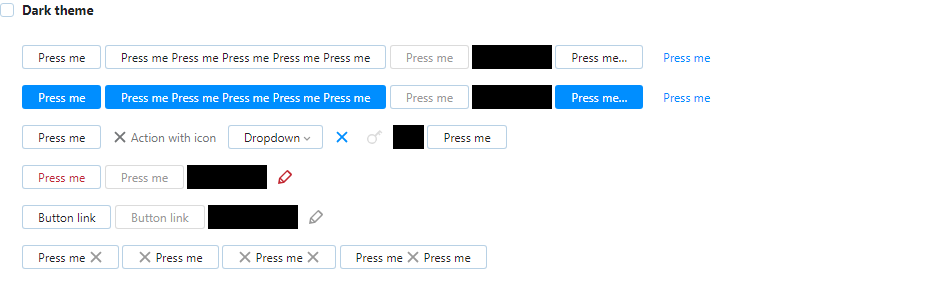 Dark theme
Press me Press me Press me Press me Press me Press me Press me Press me... Press me
Press me Press me Press me Press me Press me Press me Press me Press me... Press me
Press me Action with icon Dropdown Press me
Press me Press me
Button link Button link
Press me Press me Press me Press me Press me